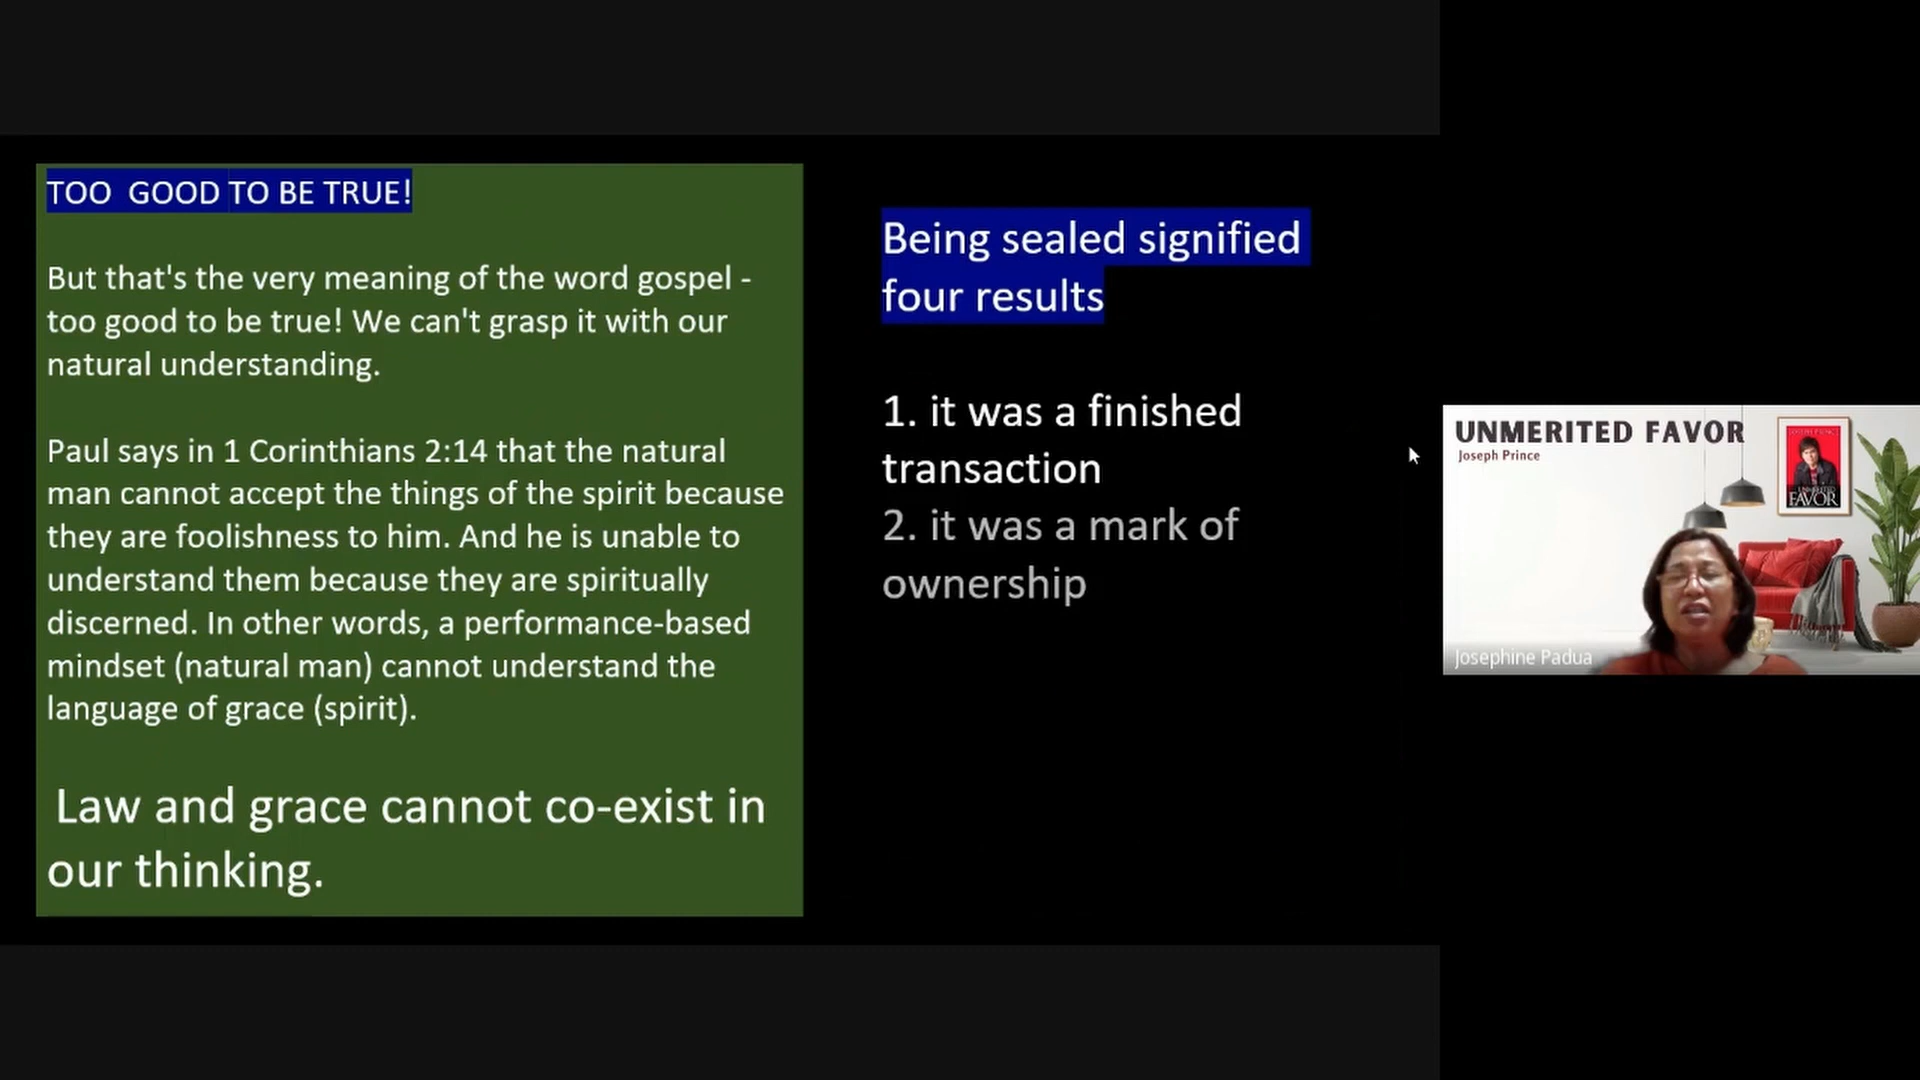 TOO GOOD TO BE TRUE!
But that's the very meaning of the word gospel -
too good to be true! We can't grasp it with our
natural understanding.
Paul says in 1 Corinthians 2:14 that the natural
man cannot accept the things of the spirit because
they are foolishness to him. And he is unable to
understand them because they are spiritually
discerned. In other words, a performance-based
mindset (natural man) cannot understand the
language of grace (spirit).
Law and grace cannot co-exist in
our thinking.
Being sealed signified
four results
1. it was a finished
transaction
2. it was a mark of
ownership
UNMERITED FAVOR
Joseph Prince
JOSEPH PRINCE
UNMERITED
FAVOR
Josephine Padua